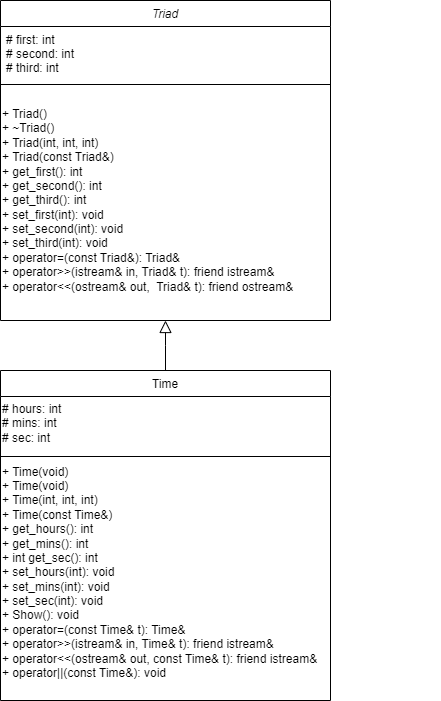 Triad
# first: int
# second: int
# third: int
+ Triad()
+ ~Triad()
+ Triad(int, int, int)
+ Triad(const Triad&)
+ get_first(): int
+ get_second(): int
+ get_third(): int
+ set_first(int): void
+ set_second(int): void
+ set_third(int): void
+ operator=(const Triad&): Triad&
+ operator>>(istream& in, Triad& t): friend istream&
+ operator<<(ostream& out, Triad& t): friend ostream&
Time
# hours: int
# mins: int
# sec: int
+ Time(void)
+ Time(void)
+ Time(int, int, int)
+ Time(const Time&)
+ get_hours(): int
+ get_mins(): int
+ int get_sec(): int
+ set_hours(int): void
+ set_mins(int): void
+ set_sec(int): void
+ Show(): void
+ operator=(const Time& t): Time&
+ operator>>(istream& in, Time& t): friend istream&
+ operator<<(ostream& out, const Time& t): friend istream&
+ operator||(const Time&): void